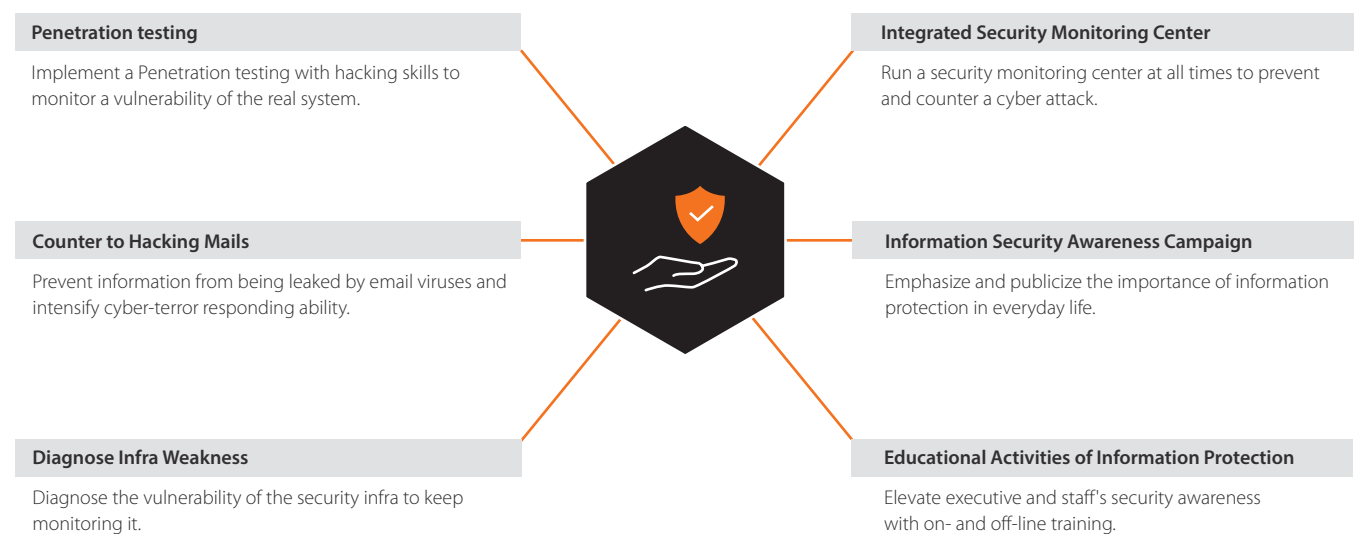 Penetration testing
Implement a Penetration testing with hacking skills to
monitor a vulnerability of the real system.
Counter to Hacking Mails
Prevent information from being leaked by email viruses and
intensify cyber-terror responding ability.
Diagnose Infra Weakness
Diagnose the vulnerability of the security infra to keep
monitoring it.
Integrated Security Monitoring Center
Run a security monitoring center at all times to prevent
and counter a cyber attack.
Information Security Awareness Campaign
Emphasize and publicize the importance of information
protection in everyday life.
Educational Activities of Information Protection
Elevate executive and staff's security awareness
with on- and off-line training.